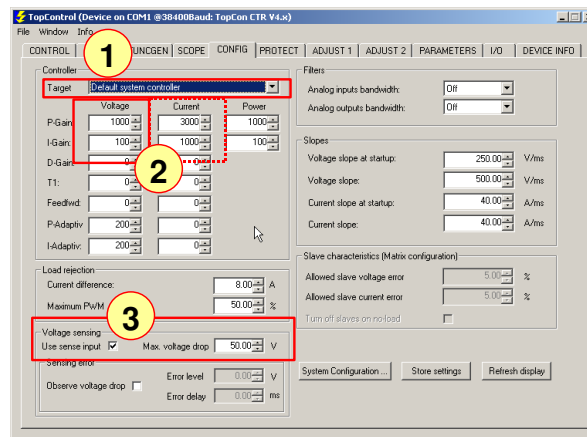 TopControl (Device on COM1 @38400Baud: TopCon CTR V4.x)
File Window Info
CONTROL UNCGEN SCOPE CONFIG PROTECT ADJUST 1 ADJUST 2 PARAMETERS I/O DEVICE INFO
1
Controller
Target Default system controller
Voltage Current Power
P-Gain: 1000 3000 1000
I-Gain: 100 1000 100
D-Gain: 0 0
2
T1: 0 0
Feedfwd: 0 0
P-Adaptiv 200 0
I-Adaptiv: 200 0
Load rejection
Current difference: 8.00 A
Maximum PWM 50.00 %
3
Voltage sensing
Use sense input Max. voltage drop 50.00 V
Sensing error
Observe voltage drop Error level 0.00 V
Error delay 0.00 ms
Filters
Analog inputs bandwidth: Off
Analog outputs bandwidth: Off
Slopes
Voltage slope at startup: 250.00 V/ms
Voltage slope: 500.00 V/ms
Current slope at startup: 40.00 A/ms
Current slope: 40.00 A/ms
Slave characteristics (Matrix configuration)
Allowed slave voltage error 5.00 %
Allowed slave current error 5.00 %
Turn off slaves on no-load
System Configuration ... Store settings Refresh display